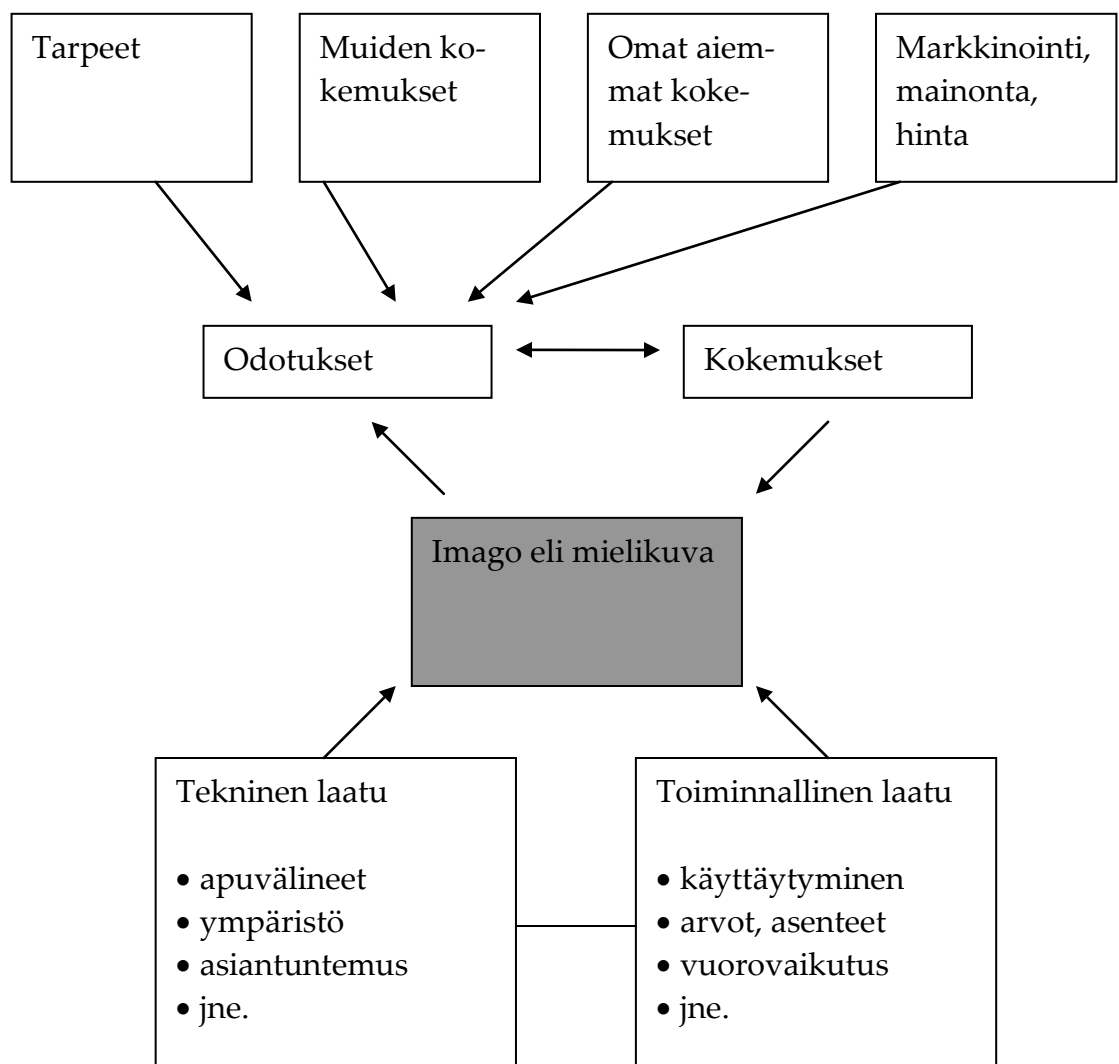 Tarpeet
Muiden ko-
kemukset
Omat aiem-
mat koke-
mukset
Markkinointi,
mainonta,
hinta
Odotukset
Kokemukset
Imago eli mielikuva
Tekninen laatu
• apuvälineet
• ympäristö
• asiantuntemus
• jne.
Toiminnallinen laatu
• käyttäytyminen
• arvot, asenteet
• vuorovaikutus
• jne.